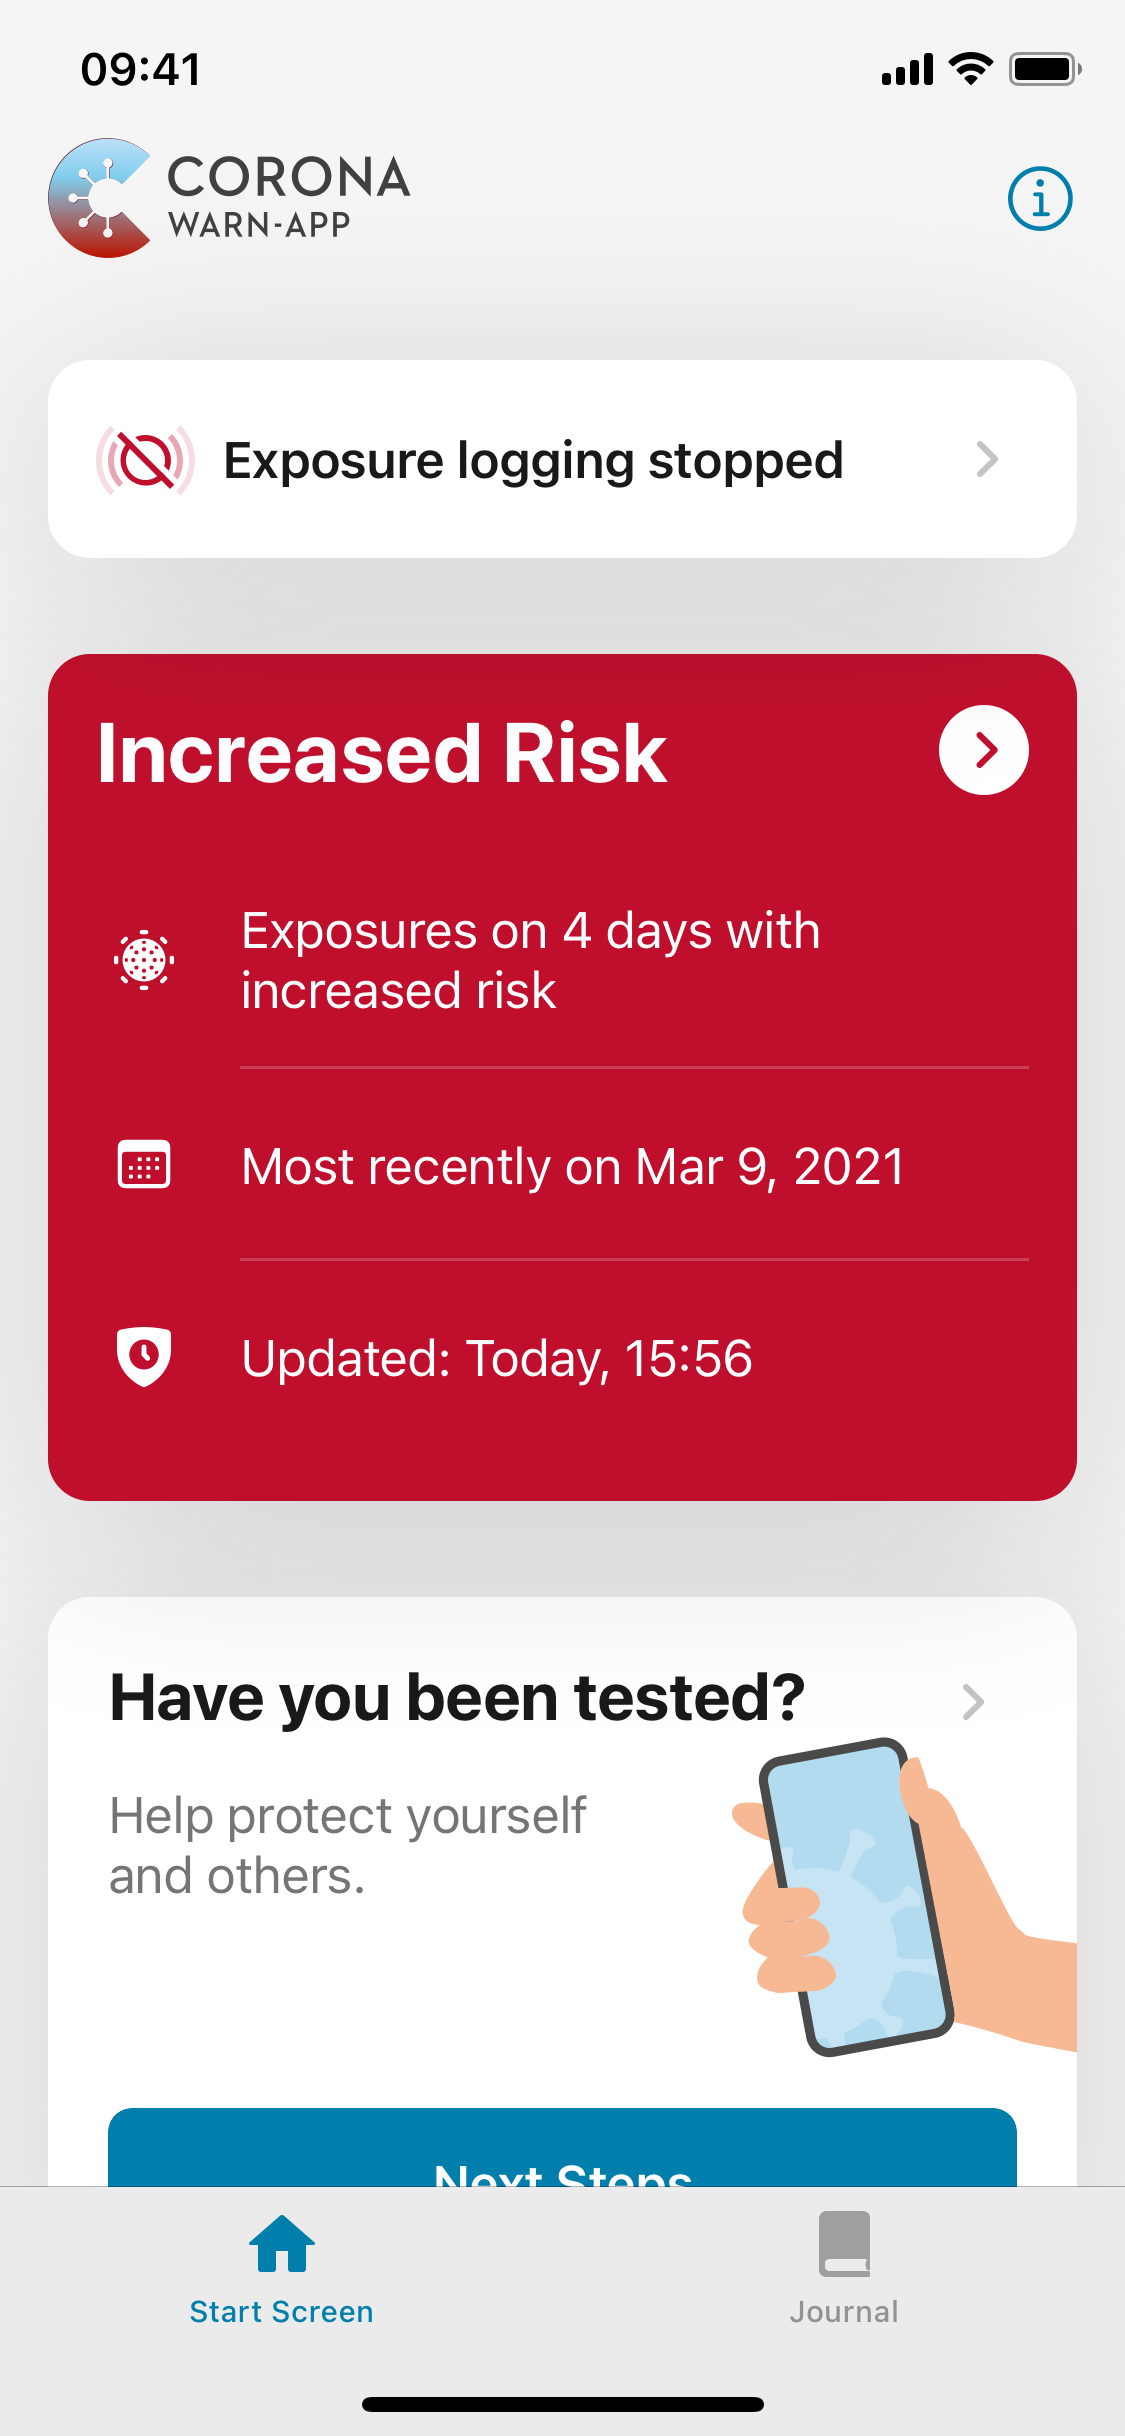 09:41
CORONA
WARN-APP
Exposure logging stopped
Increased Risk
Exposures on 4 days with
increased risk
Most recently on Mar 9, 2021
Updated: Today, 15:56
Have you been tested?
Help protect yourself
and others.
Next Steps
Start Screen
Journal